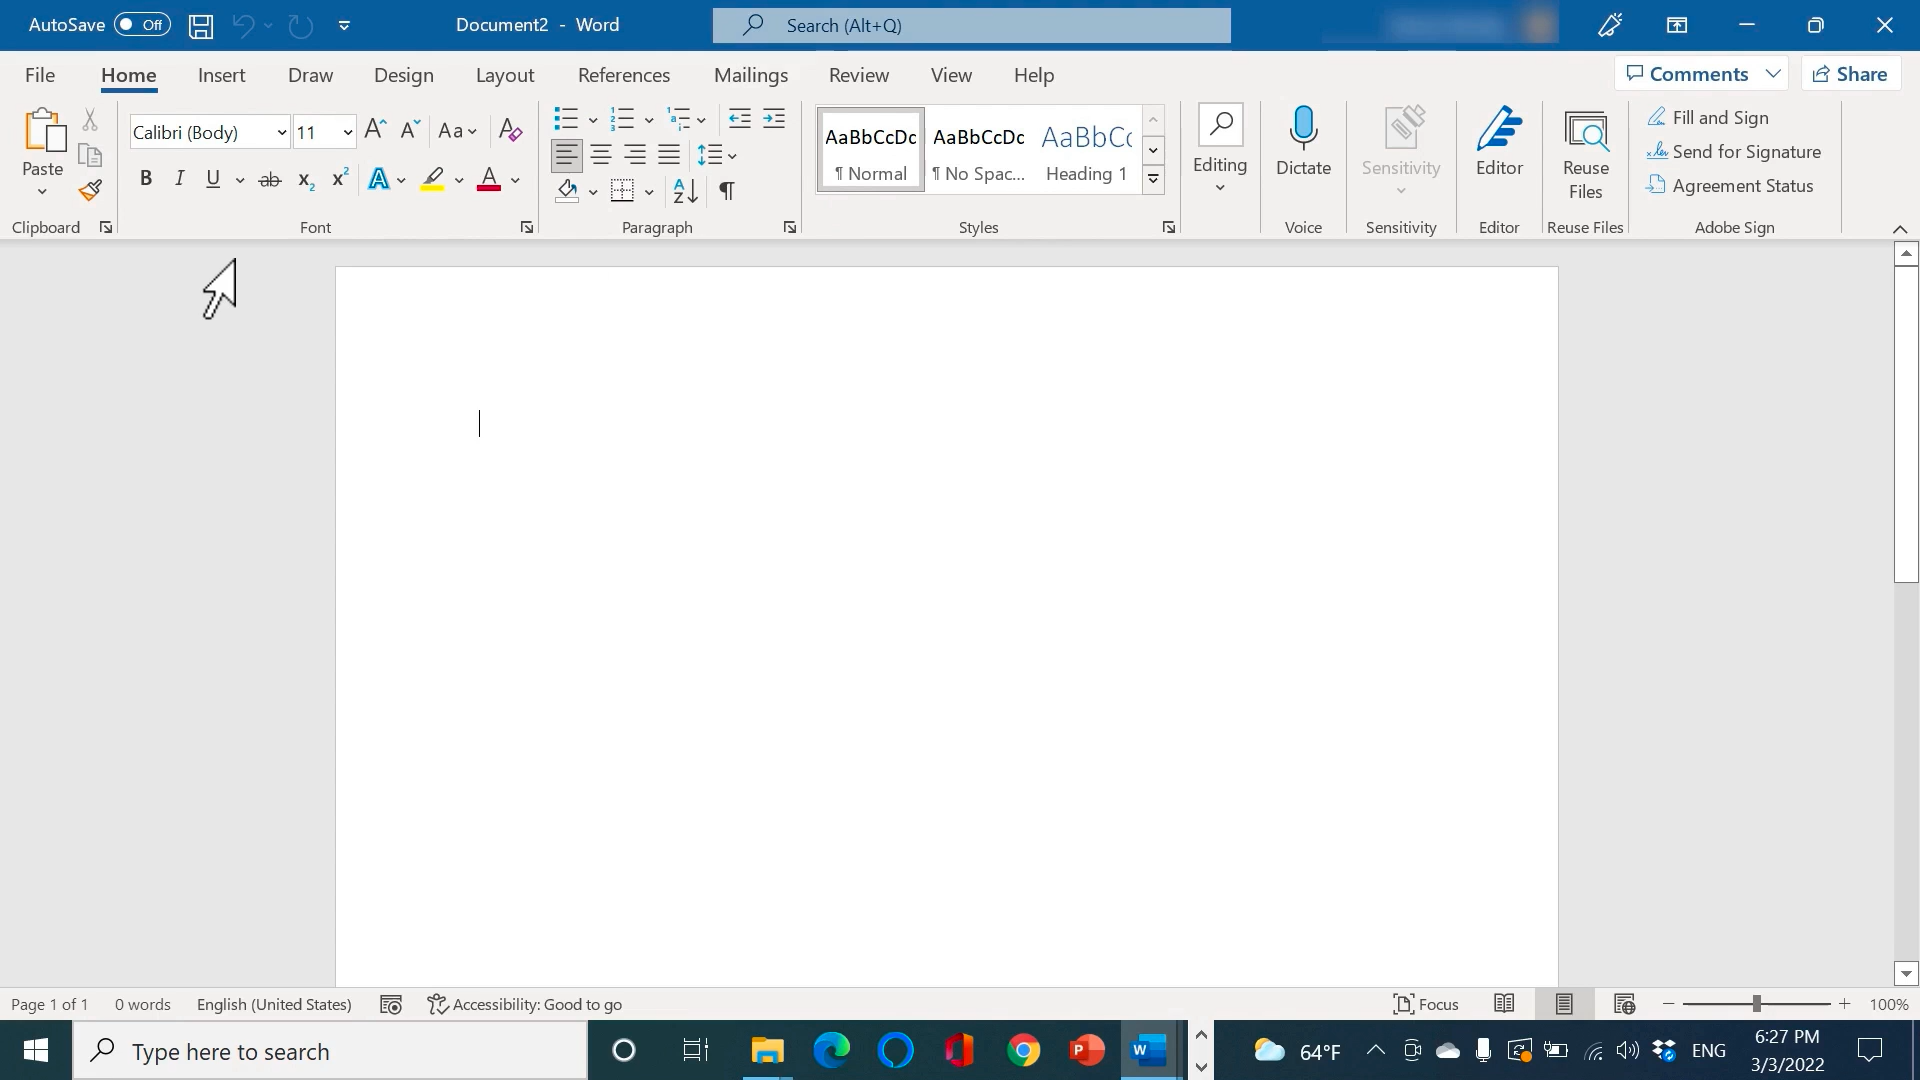 AutoSave Off Document2 - Word Search (Alt+Q)
File Home Insert Draw Design Layout References Mailings Review View Help Comments Share
Paste
Clipboard
Calibri (Body) 11
Aa
B I U ab x2 x2 A A
Font
Paragraph
AaBbCcDc AaBbCcDc AaBbCc
¶ Normal ¶ No Spac... Heading 1
Styles
Editing
Dictate
Voice
Sensitivity
Sensitivity
Editor
Editor
Reuse
Files
Reuse Files
Fill and Sign
Send for Signature
Agreement Status
Adobe Sign
Page 1 of 1 0 words English (United States) Accessibility: Good to go Focus 100%
Type here to search 64°F ENG 6:27 PM
3/3/2022